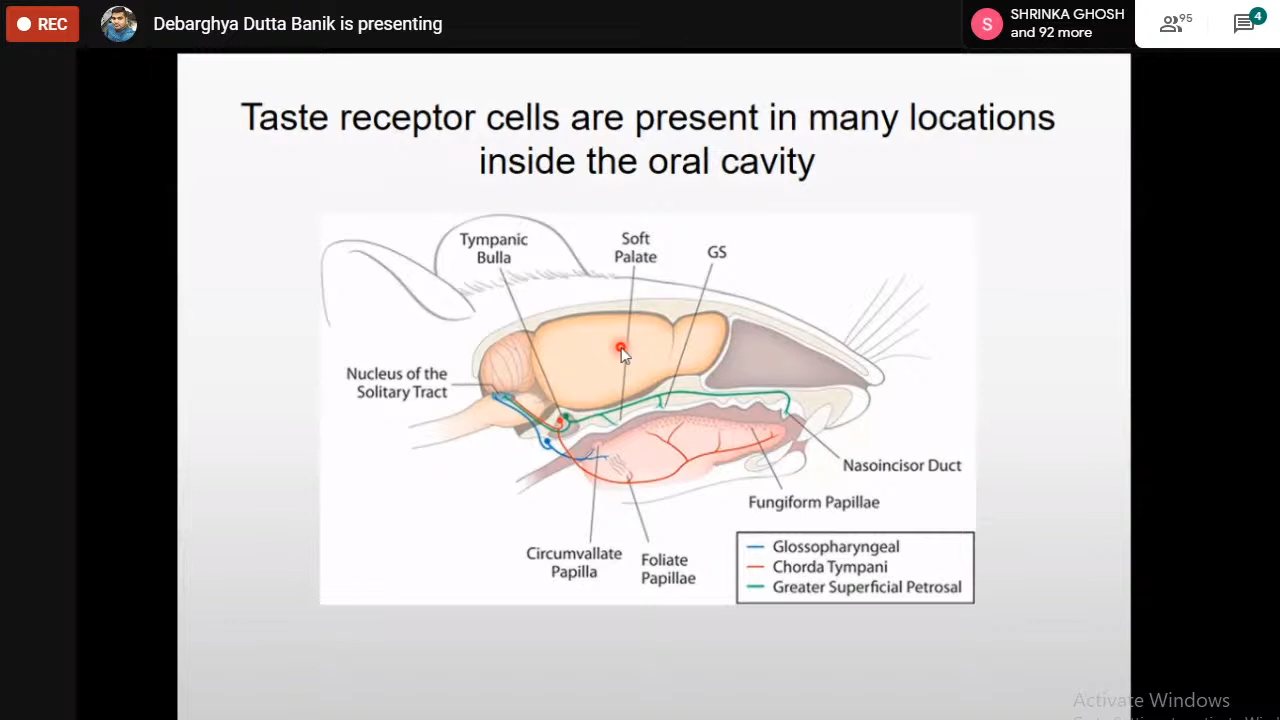 REC
Debarghya Dutta Banik is presenting
S
SHRINKA GHOSH
and 92 more
95
4
Taste receptor cells are present in many locations
inside the oral cavity
Tympanic
Bulla
Soft
Palate
GS
Nucleus of the
Solitary Tract
Nasoincisor Duct
Fungiform Papillae
Circumvallate
Papilla
Foliate
Papillae
Glossopharyngeal
Chorda Tympani
Greater Superficial Petrosal
Activate Windows